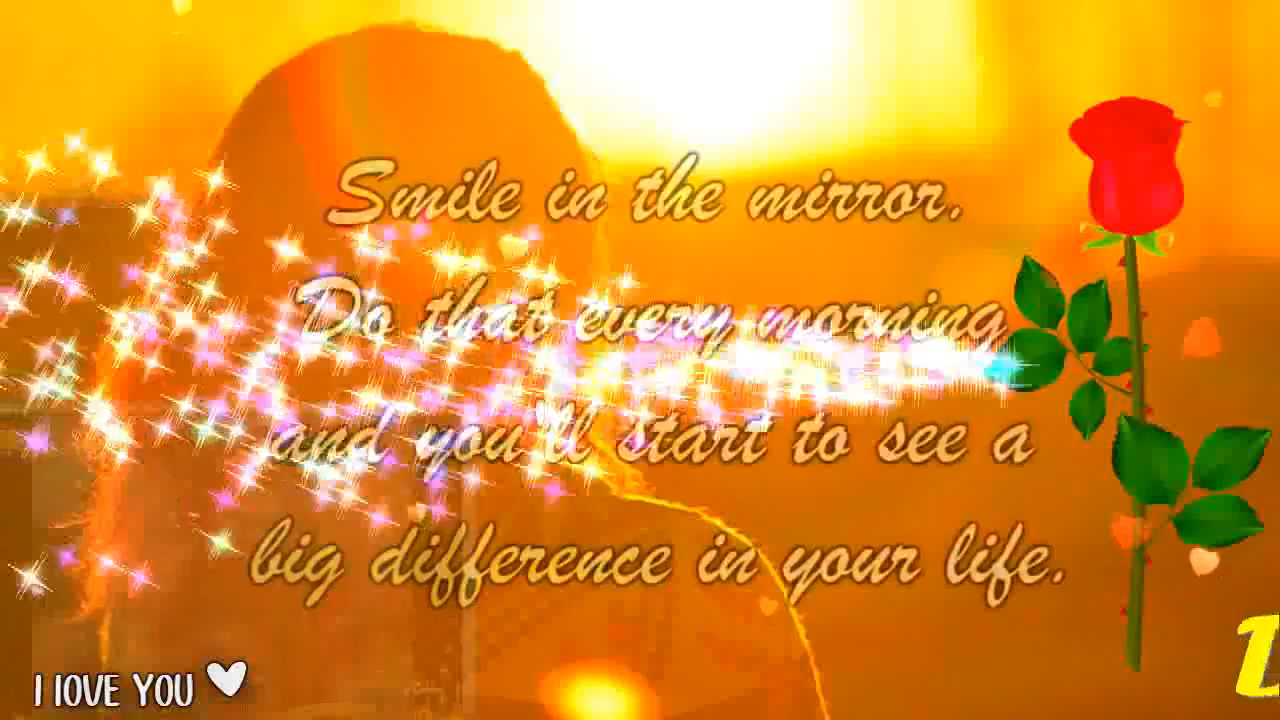 Smile in the mirror.
Do that every morning
and you'll start to see a
big difference in your life.
I lOVE YOU